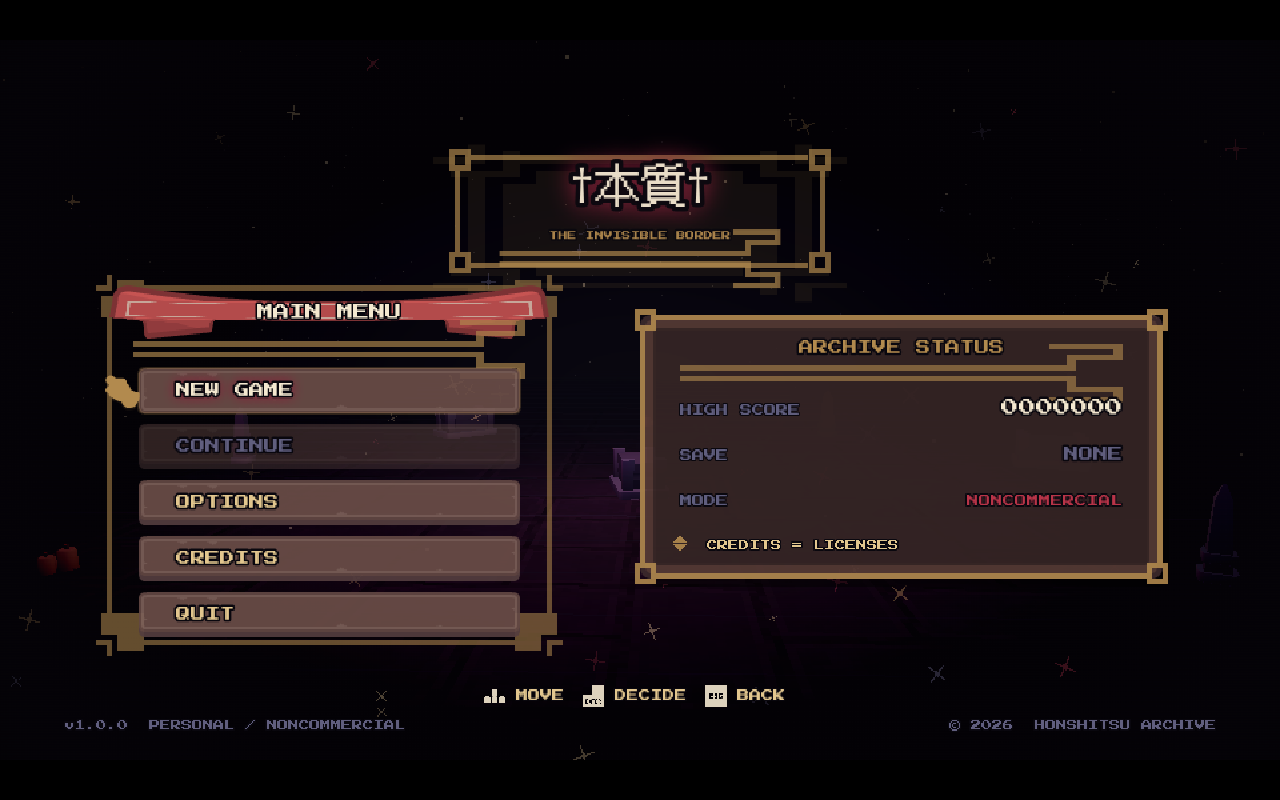 †本質†
THE INVISIBLE BORDER
MAIN MENU
NEW GAME
CONTINUE
OPTIONS
CREDITS
QUIT
ARCHIVE STATUS
HIGH SCORE 0000000
SAVE NONE
MODE NONCOMMERCIAL
CREDITS = LICENSES
MOVE DECIDE ESC BACK
v1.0.0 PERSONAL / NONCOMMERCIAL
© 2026 HONSHITSU ARCHIVE